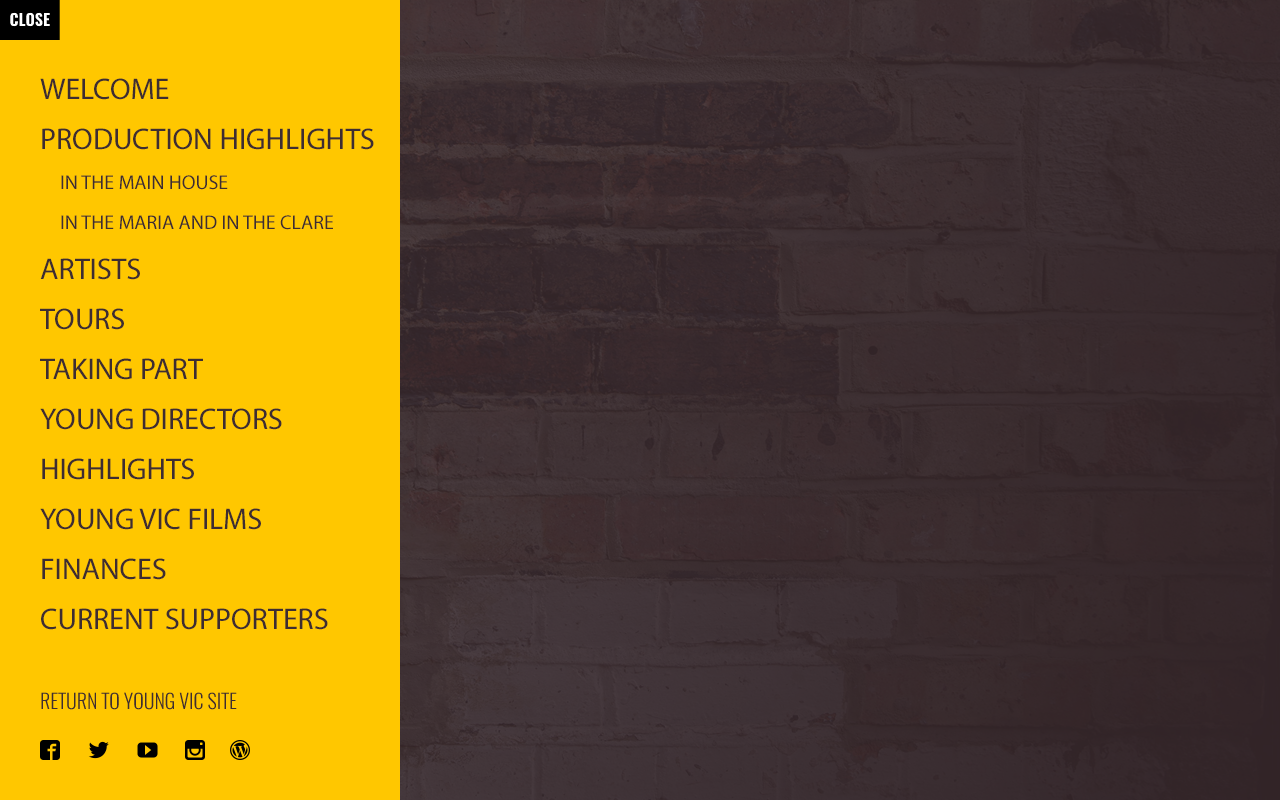 CLOSE
WELCOME
PRODUCTION HIGHLIGHTS
IN THE MAIN HOUSE
IN THE MARIA AND IN THE CLARE
ARTISTS
TOURS
TAKING PART
YOUNG DIRECTORS
HIGHLIGHTS
YOUNG VIC FILMS
FINANCES
CURRENT SUPPORTERS
RETURN TO YOUNG VIC SITE